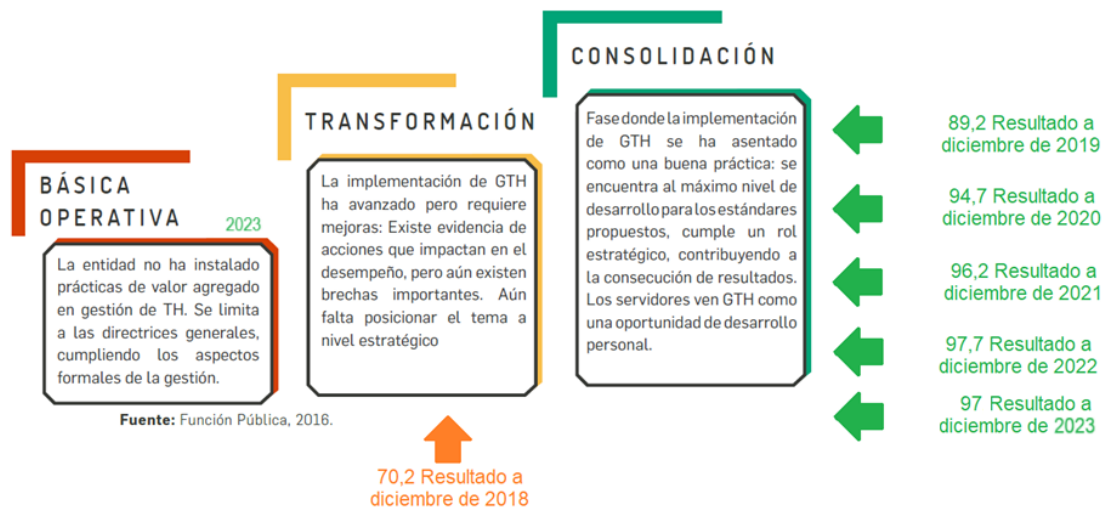 BÁSICA
OPERATIVA
2023
La entidad no ha instalado
prácticas de valor agregado
en gestión de TH. Se limita
a las directrices generales,
cumpliendo los aspectos
formales de la gestión.
Fuente: Función Pública, 2016.
TRANSFORMACIÓN
La implementación de GTH
ha avanzado pero requiere
mejoras: Existe evidencia de
acciones que impactan en el
desempeño, pero aún existen
brechas importantes. Aún
falta posicionar el tema a
nivel estratégico
70,2 Resultado a
diciembre de 2018
CONSOLIDACIÓN
Fase donde la implementación
de GTH se ha asentado
como una buena práctica: se
encuentra al máximo nivel de
desarrollo para los estándares
propuestos, cumple un rol
estratégico, contribuyendo a
la consecución de resultados.
Los servidores ven GTH como
una oportunidad de desarrollo
personal.
89,2 Resultado a
diciembre de 2019
94,7 Resultado a
diciembre de 2020
96,2 Resultado a
diciembre de 2021
97,7 Resultado a
diciembre de 2022
97 Resultado a
diciembre de 2023